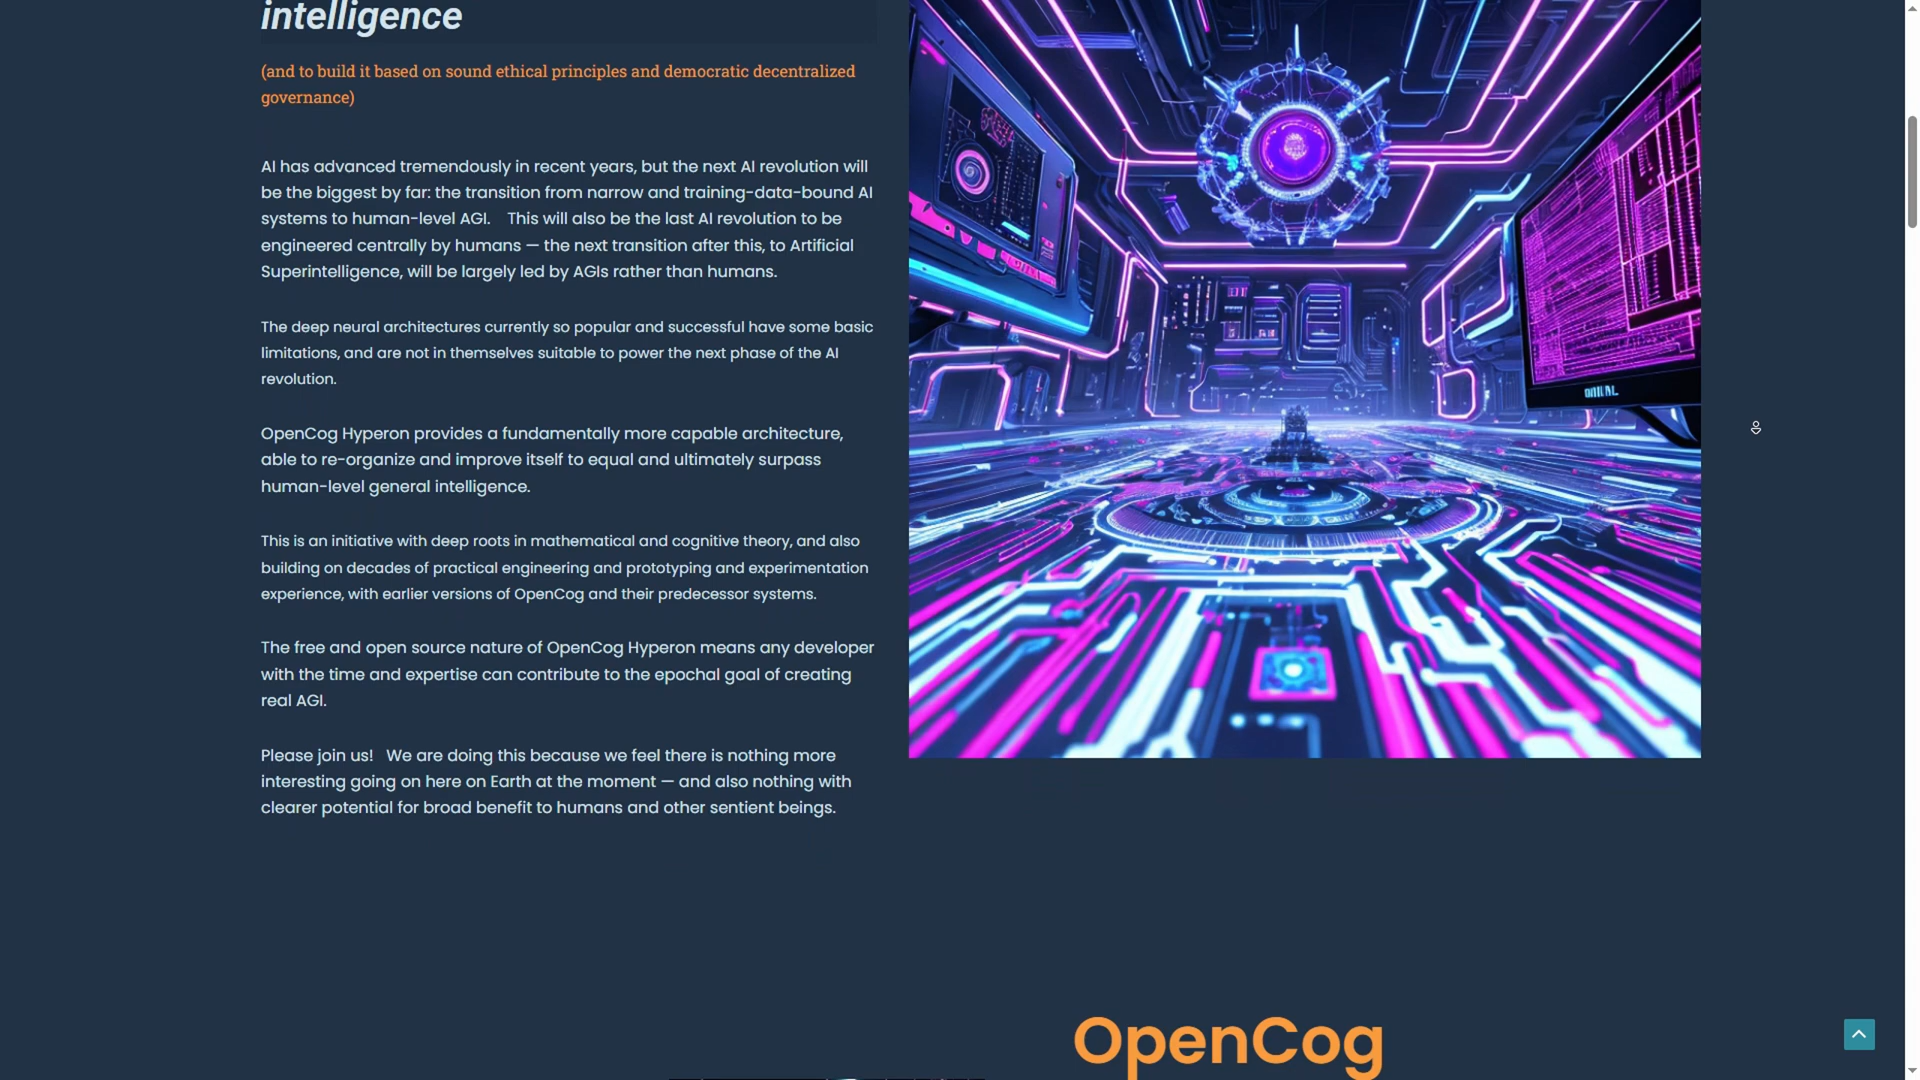 intelligence
(and to build it based on sound ethical principles and democratic decentralized
governance)
AI has advanced tremendously in recent years, but the next AI revolution will
be the biggest by far: the transition from narrow and training-data-bound AI
systems to human-level AGI. This will also be the last AI revolution to be
engineered centrally by humans — the next transition after this, to Artificial
Superintelligence, will be largely led by AGIs rather than humans.
The deep neural architectures currently so popular and successful have some basic
limitations, and are not in themselves suitable to power the next phase of the AI
revolution.
OpenCog Hyperon provides a fundamentally more capable architecture,
able to re-organize and improve itself to equal and ultimately surpass
human-level general intelligence.
This is an initiative with deep roots in mathematical and cognitive theory, and also
building on decades of practical engineering and prototyping and experimentation
experience, with earlier versions of OpenCog and their predecessor systems.
The free and open source nature of OpenCog Hyperon means any developer
with the time and expertise can contribute to the epochal goal of creating
real AGI.
Please join us! We are doing this because we feel there is nothing more
interesting going on here on Earth at the moment — and also nothing with
clearer potential for broad benefit to humans and other sentient beings.
OpenCog